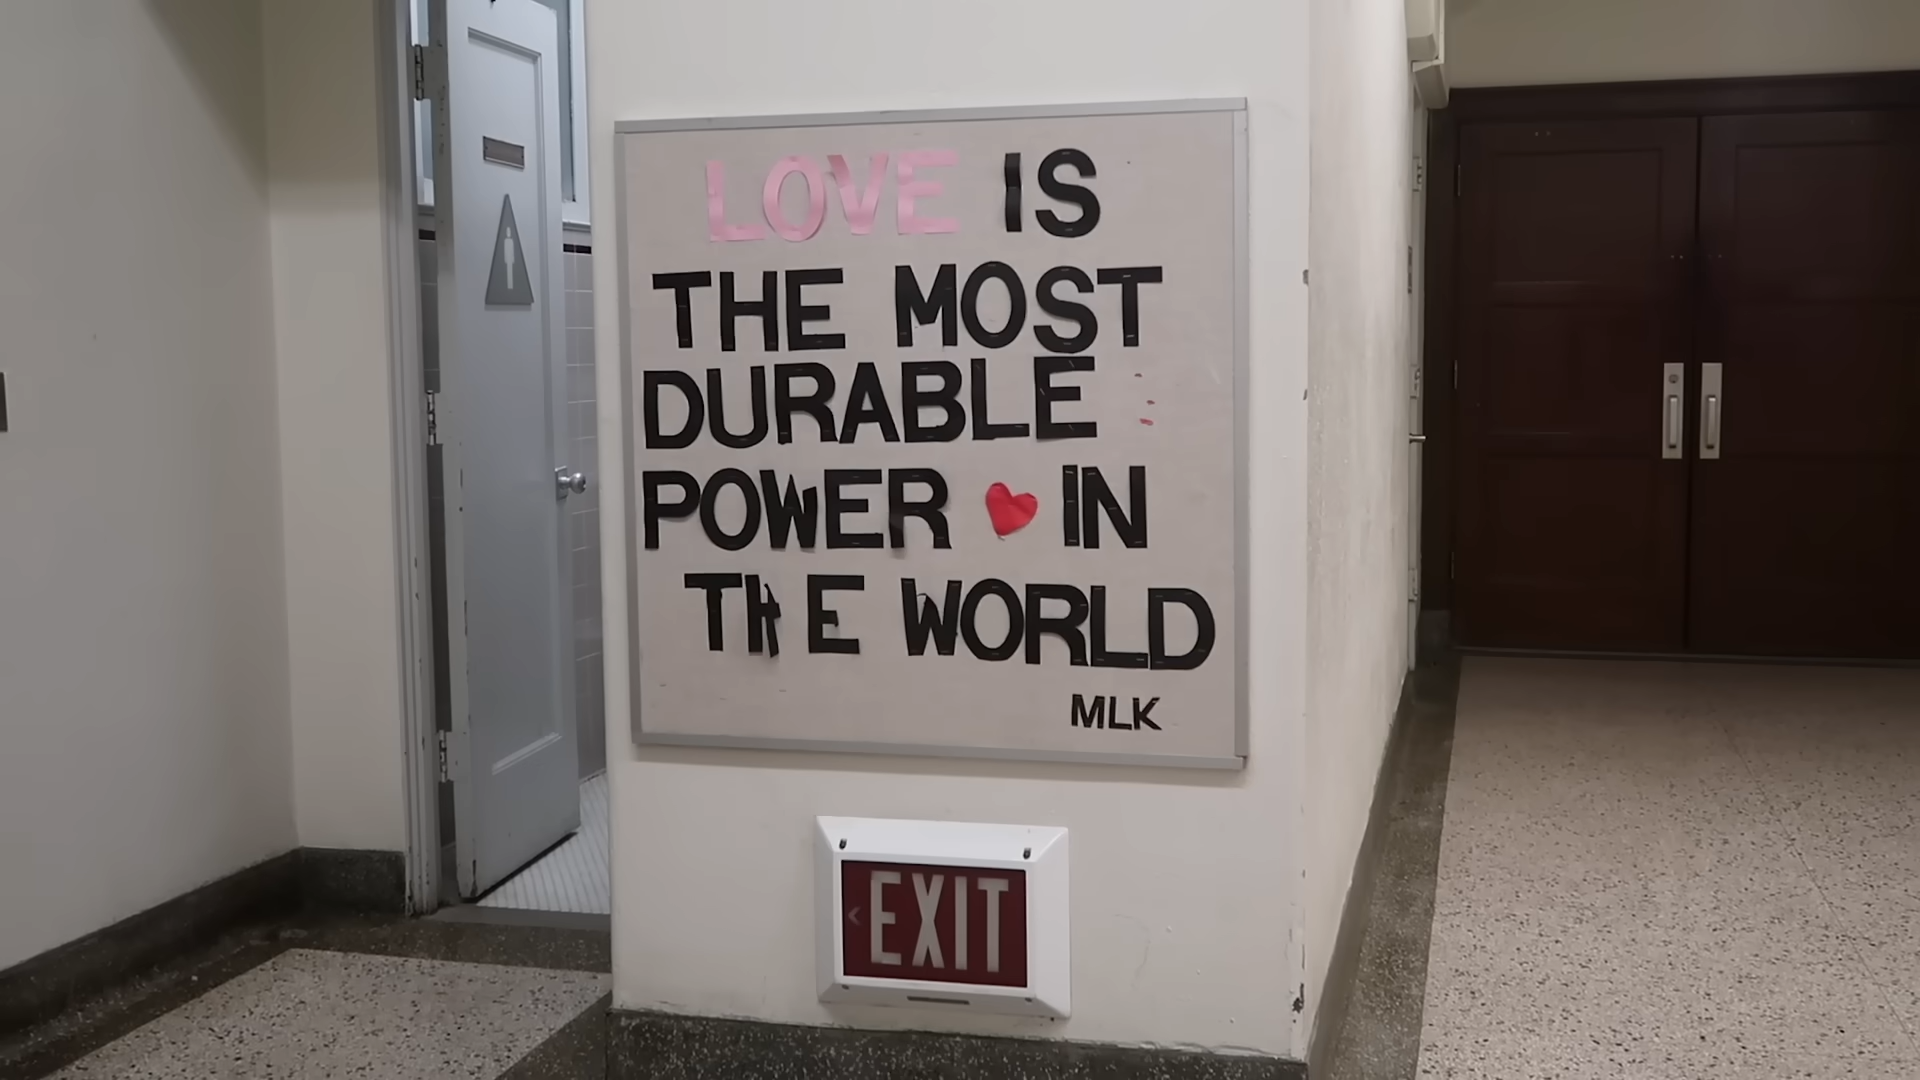 LOVE IS
THE MOST
DURABLE
POWER ❤ IN
THE WORLD
MLK
< EXIT